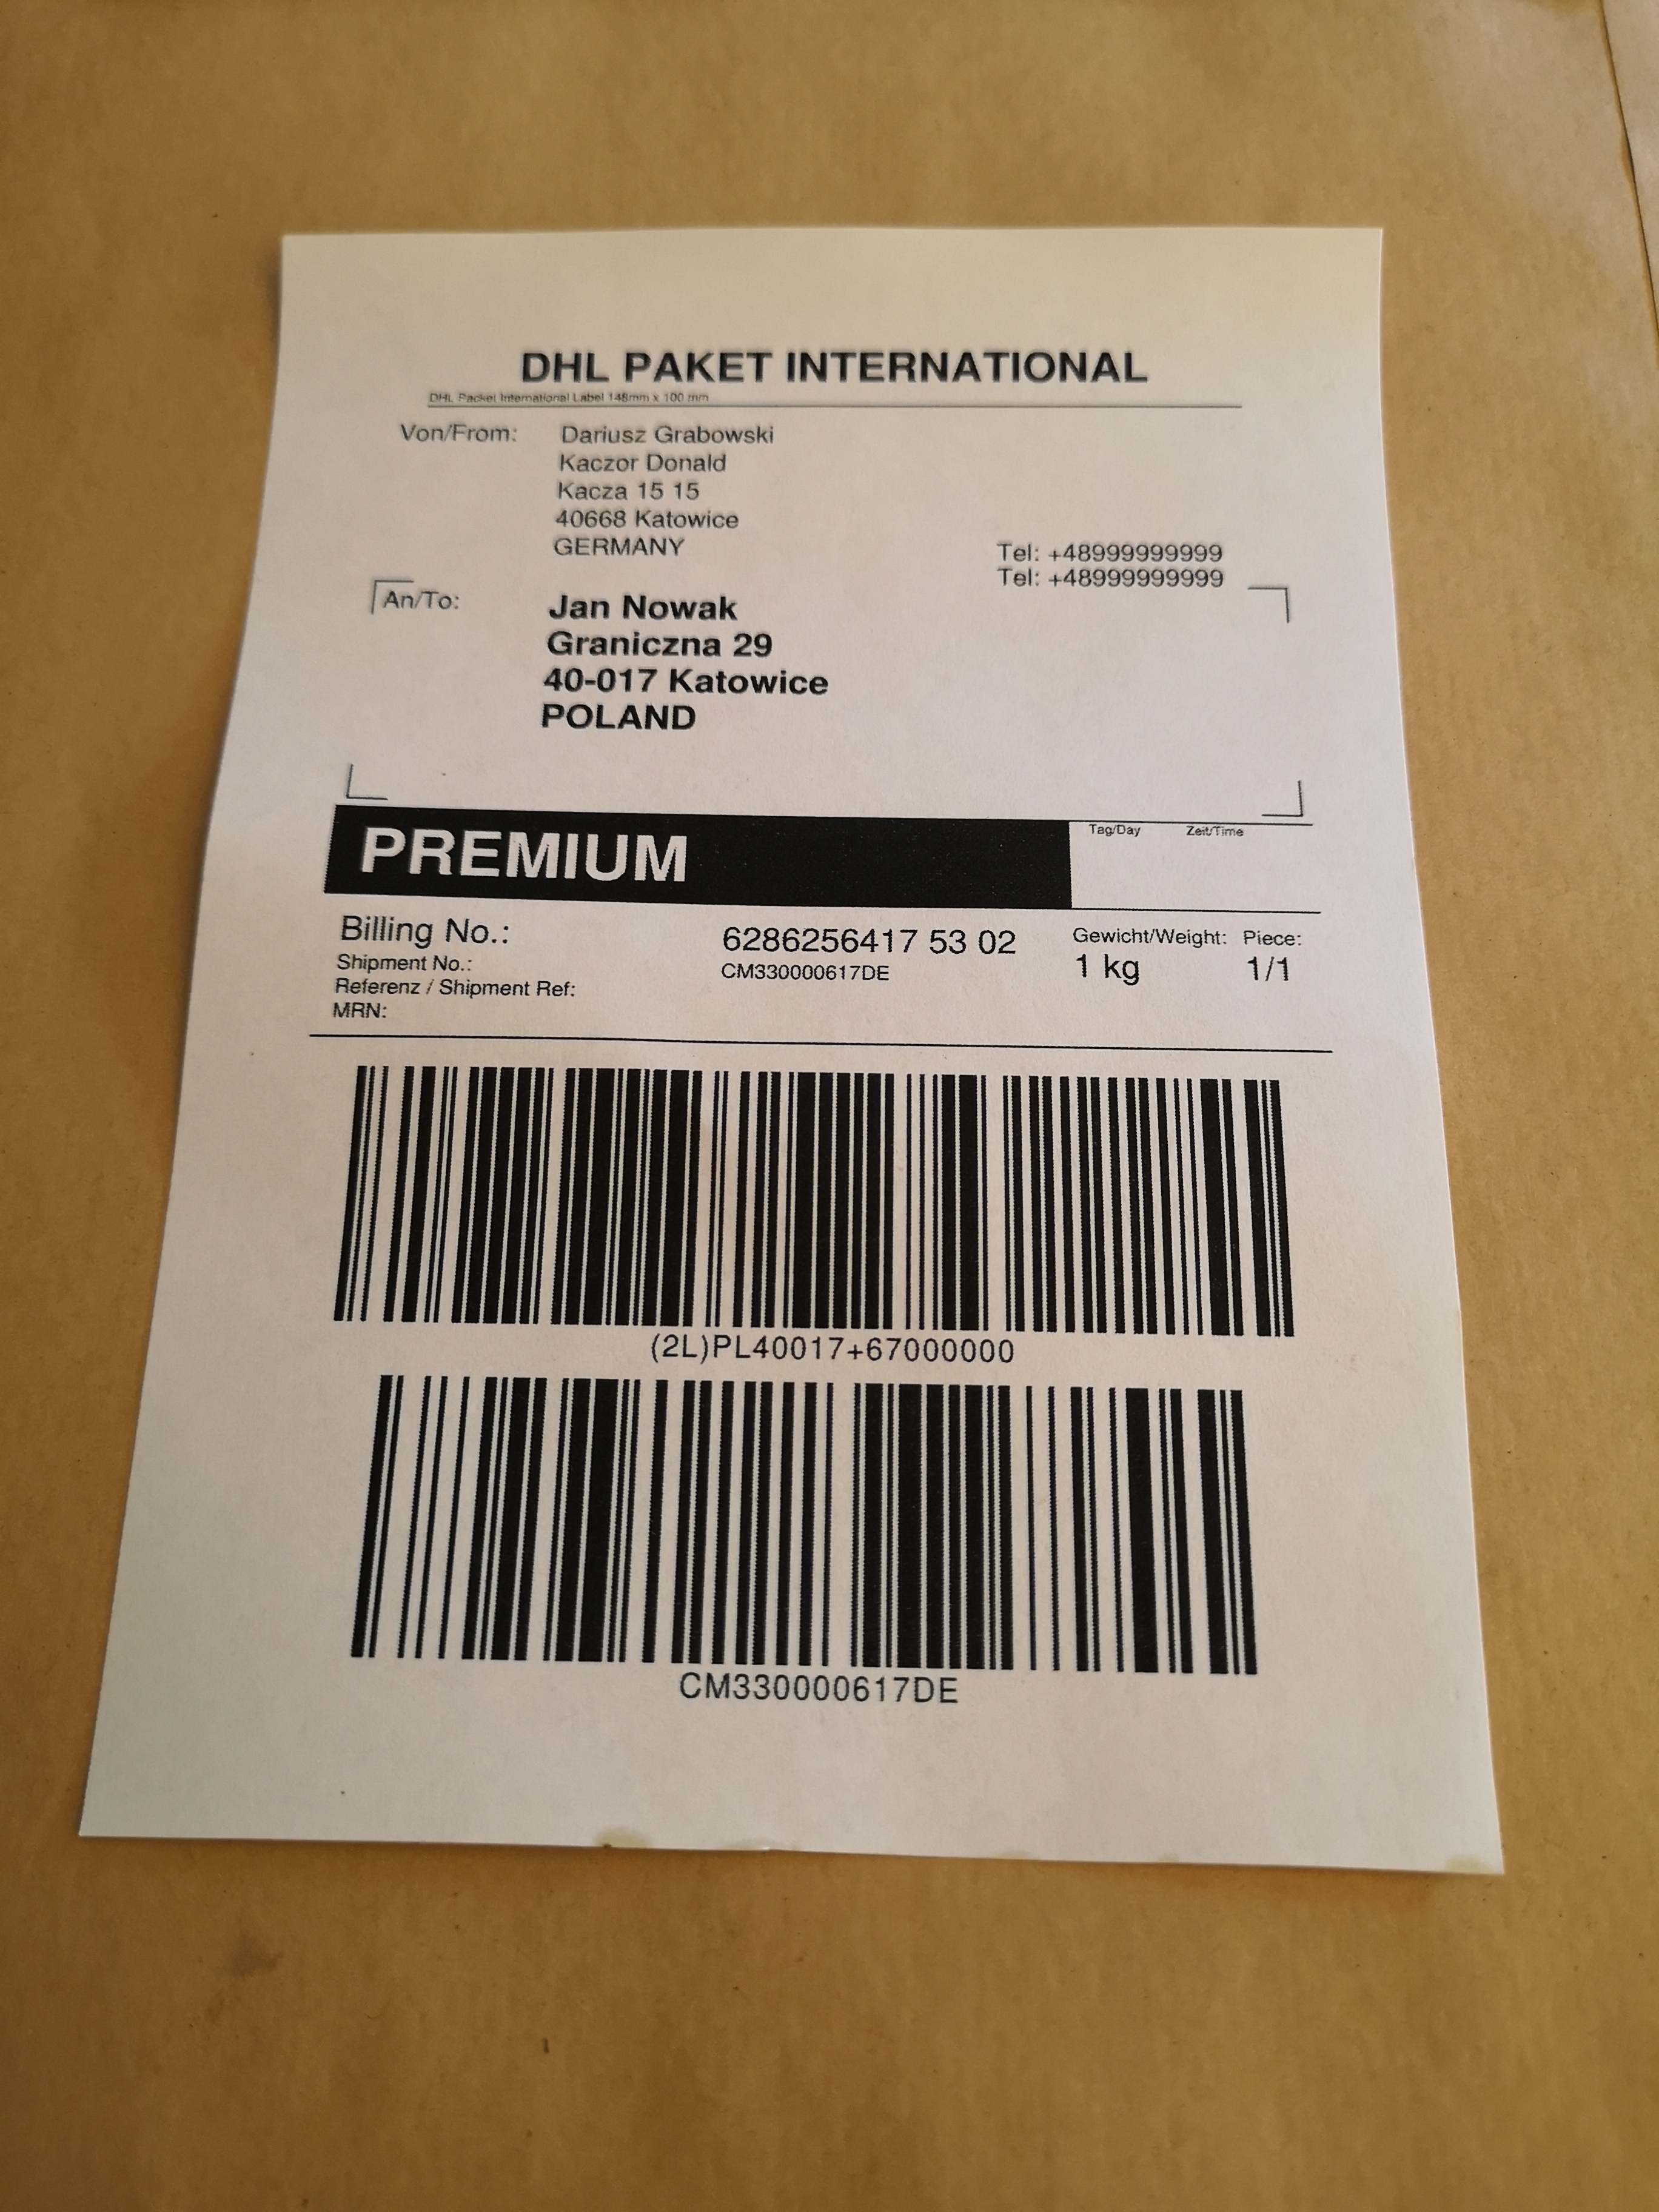 DHL PAKET INTERNATIONAL
DHL Packet International Label 148mm x 100 mm
Von/From:
Dariusz Grabowski
Kaczor Donald
Kacza 15 15
40668 Katowice
GERMANY
Tel: +48999999999
Tel: +48999999999
An/To:
Jan Nowak
Graniczna 29
40-017 Katowice
POLAND
PREMIUM
Tag/Day Zeit/Time
Billing No.: 6286256417 53 02
Gewicht/Weight: Piece:
Shipment No.: CM330000617DE
1 kg 1/1
Referenz / Shipment Ref:
MRN:
(2L)PL40017+67000000
CM330000617DE